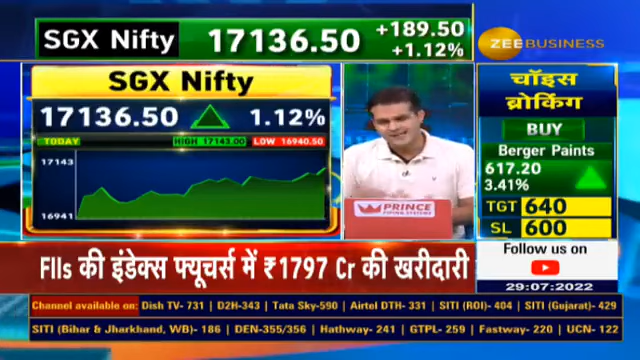 SGX Nifty 17136.50 +189.50
+1.12%
ZEE BUSINESS
SGX Nifty
17136.50 1.12%
TODAY HIGH 17143.00 LOW 16940.50
17143
16941
PRINCE
PIPING SYSTEMS
चॉइस
ब्रोकिंग
BUY
Berger Paints
617.20
3.41%
TGT 640
SL 600
Follow us on
29:07:2022
FIIs की इंडेक्स फ्यूचर्स में ₹1797 Cr की खरीदारी
Channel available on: Dish TV- 731 | D2H-343 | Tata Sky-590 | Airtel DTH- 331 | SITI (ROI)- 404 | SITI (Gujarat)- 429
SITI (Bihar & Jharkhand, WB)- 186 | DEN-355/356 | Hathway- 241 | GTPL- 259 | Fastway- 220 | UCN- 122